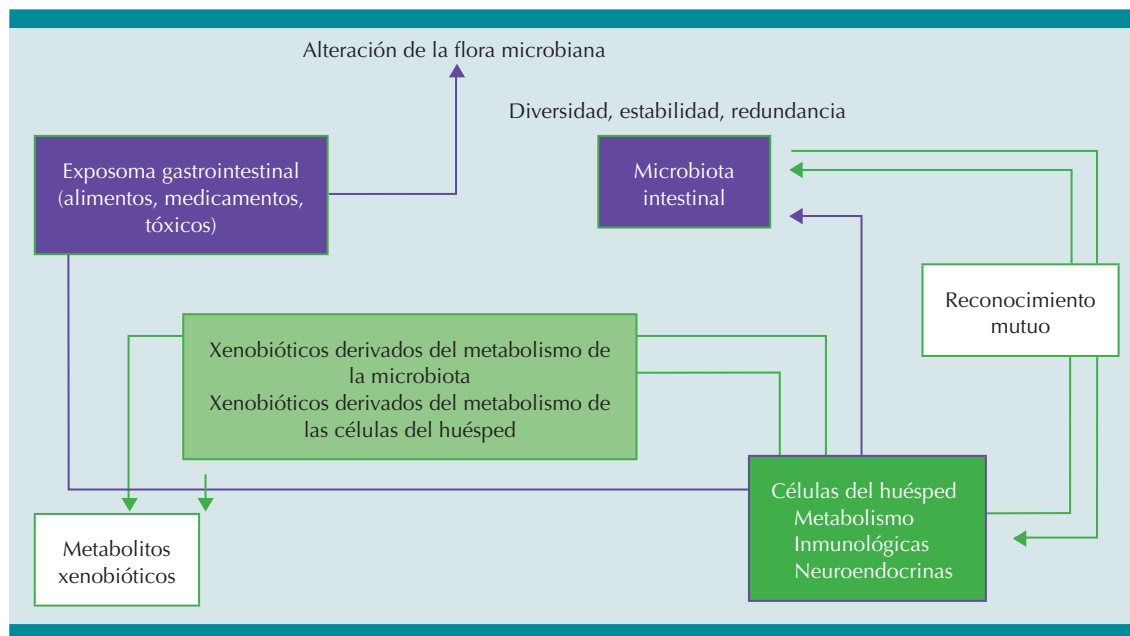 Alteración de la flora microbiana
Diversidad, estabilidad, redundancia
Exposoma gastrointestinal
(alimentos, medicamentos,
tóxicos)
Microbiota
intestinal
Reconocimiento
mutuo
Xenobióticos derivados del metabolismo de
la microbiota
Xenobióticos derivados del metabolismo de
las células del huésped
Células del huésped
Metabolismo
Inmunológicas
Neuroendocrinas
Metabolitos
xenobióticos